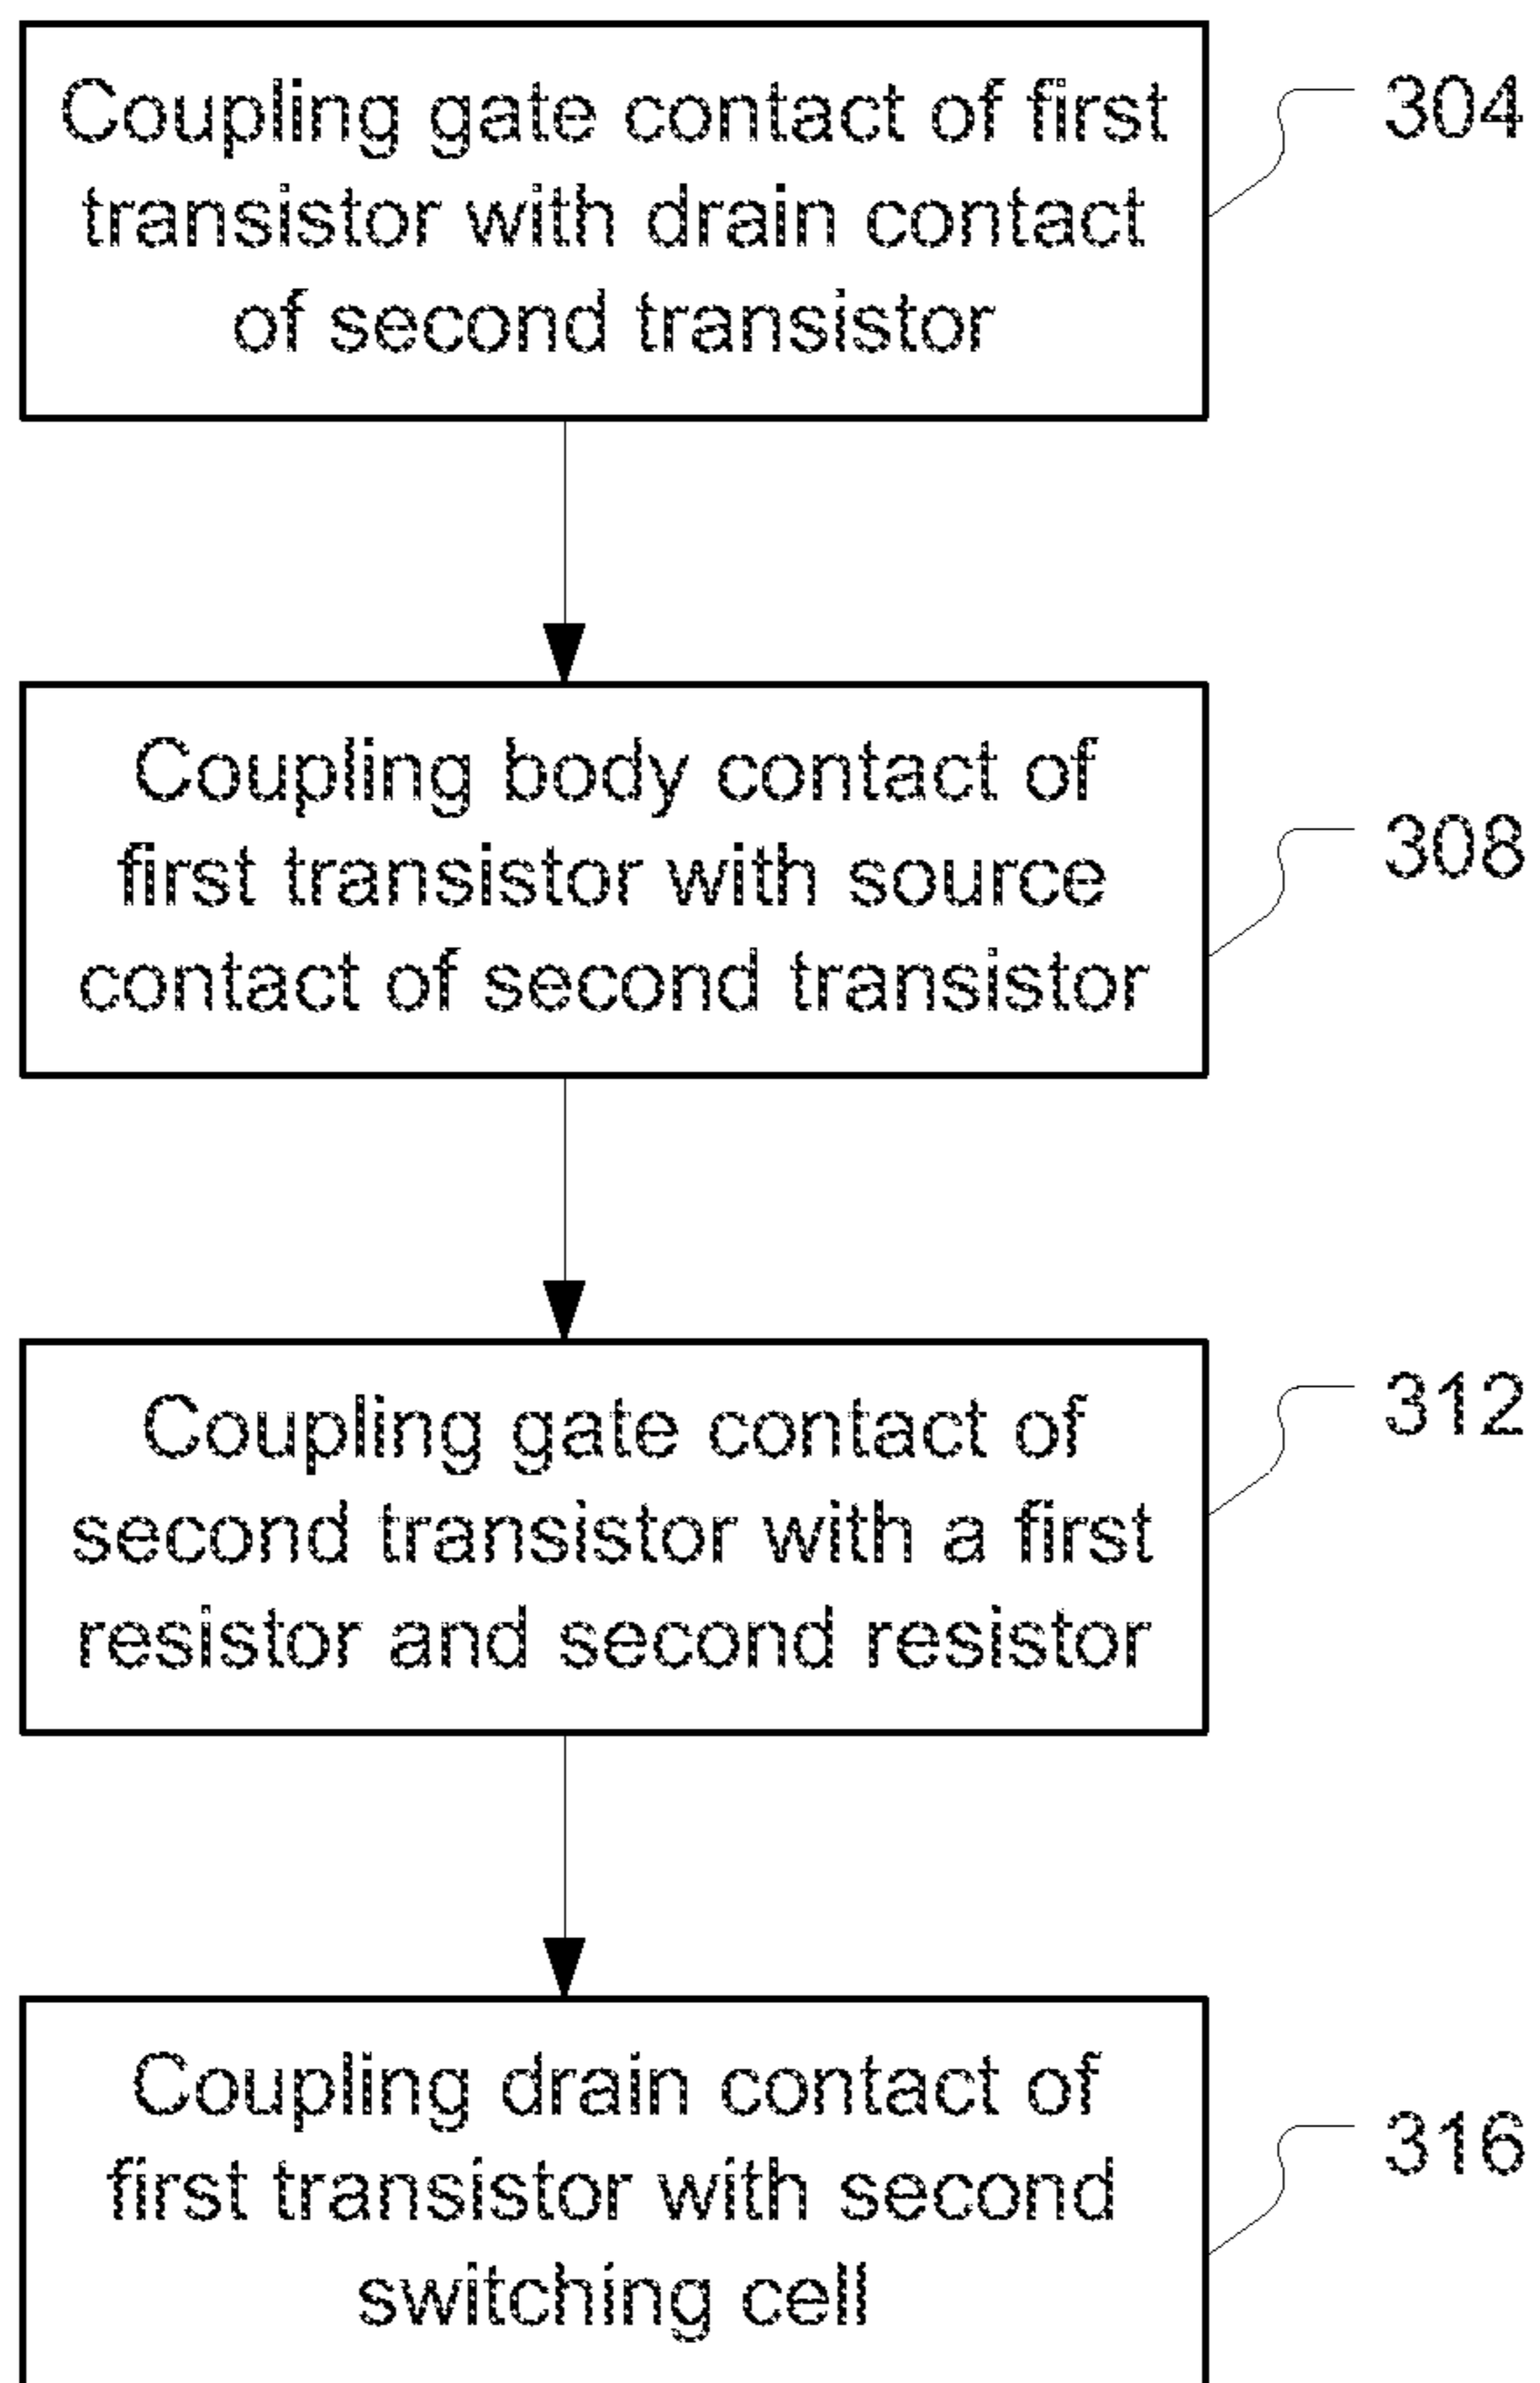 Coupling gate contact of first
transistor with drain contact
of second transistor
304
Coupling body contact of
first transistor with source
contact of second transistor
308
Coupling gate contact of
second transistor with a first
resistor and second resistor
312
Coupling drain contact of
first transistor with second
switching cell
316